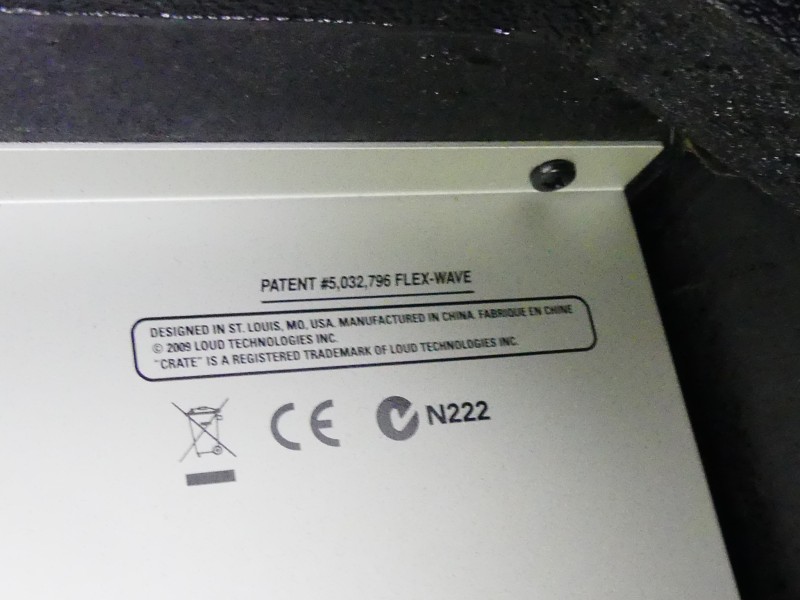 PATENT #5,032,796 FLEX-WAVE
DESIGNED IN ST. LOUIS, MO, USA. MANUFACTURED IN CHINA. FABRIQUE EN CHINE
© 2009 LOUD TECHNOLOGIES INC.
"CRATE" IS A REGISTERED TRADEMARK OF LOUD TECHNOLOGIES INC.
CE N222